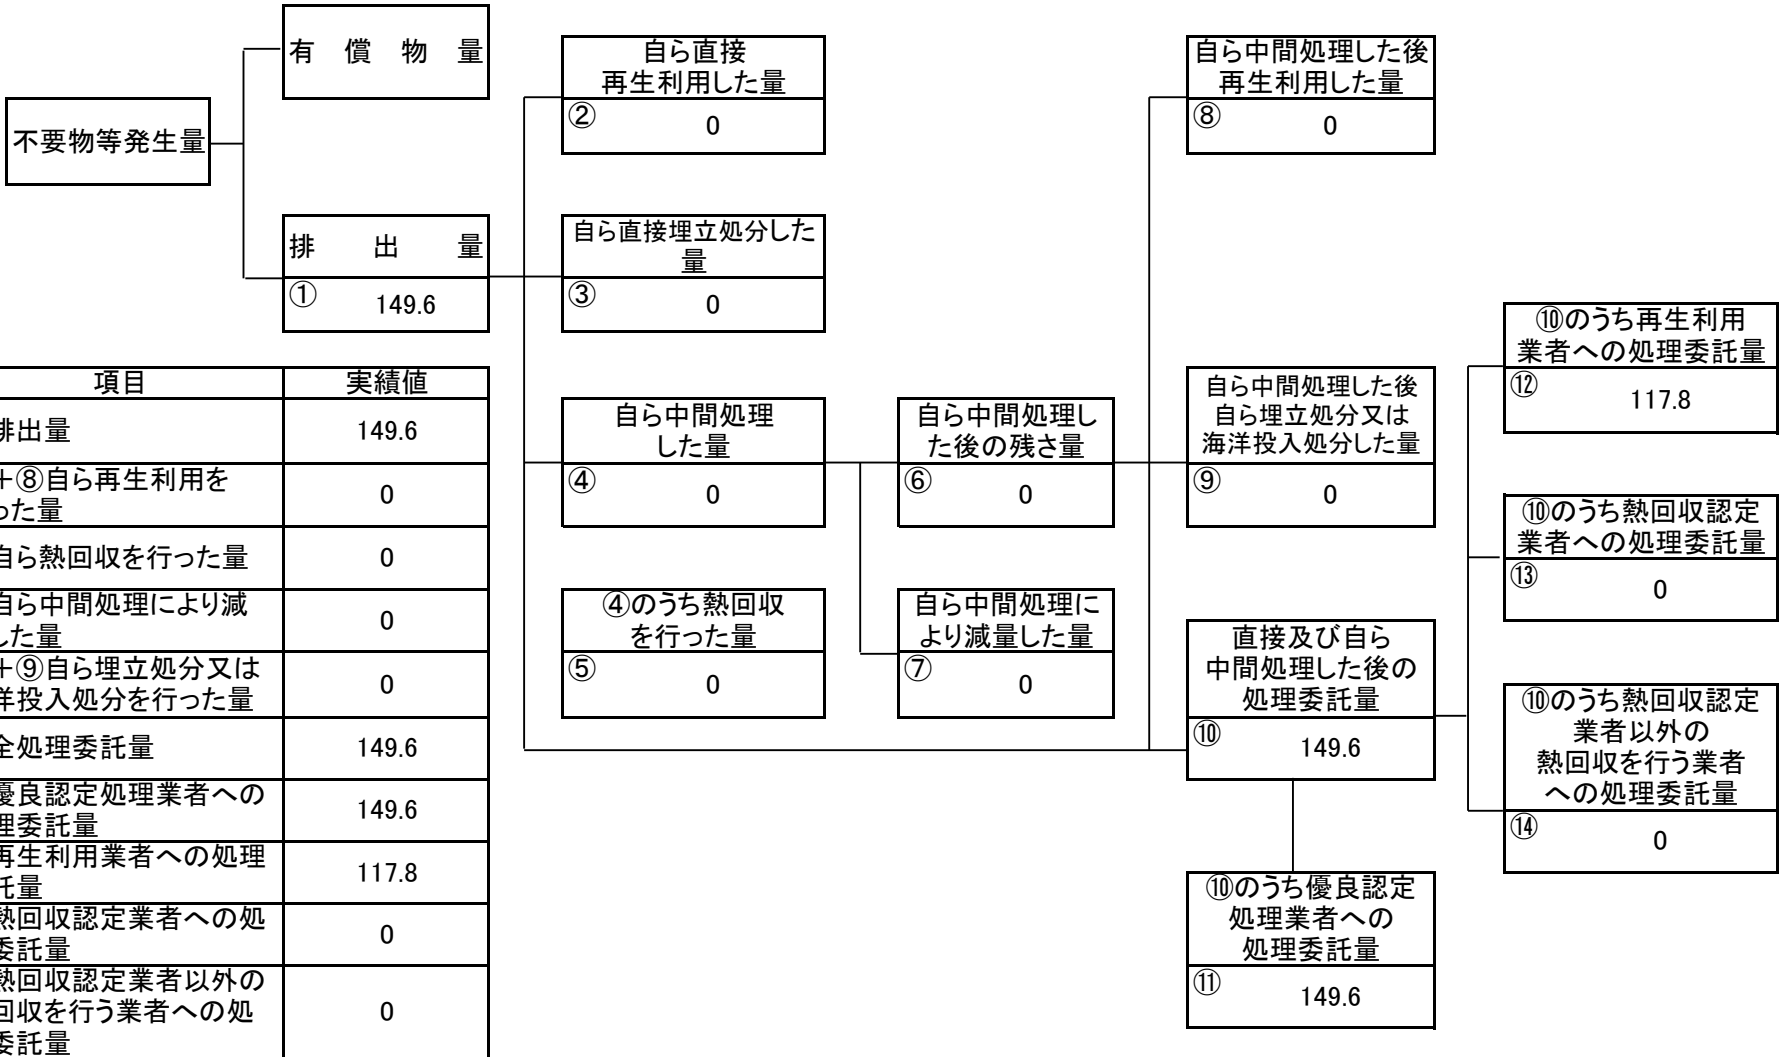 有償物量
不要物等発生量
排出量
① 149.6
自ら直接
再生利用した量
② 0
自ら直接埋立処分した
量
③ 0
自ら中間処理
した量
④ 0
④のうち熱回収
を行った量
⑤ 0
自ら中間処理し
た後の残さ量
⑥ 0
自ら中間処理に
より減量した量
⑦ 0
自ら中間処理した後
再生利用した量
⑧ 0
自ら中間処理した後
自ら埋立処分又は
海洋投入処分した量
⑨ 0
直接及び自ら
中間処理した後の
処理委託量
⑩ 149.6
⑩のうち優良認定
処理業者への
処理委託量
⑪ 149.6
⑩のうち再生利用
業者への処理委託量
⑫ 117.8
⑩のうち熱回収認定
業者への処理委託量
⑬ 0
⑩のうち熱回収認定
業者以外の
熱回収を行う業者
への処理委託量
⑭ 0
項目 実績値
排出量 149.6
+⑧自ら再生利用を
った量 0
自ら熱回収を行った量 0
自ら中間処理により減
した量 0
+⑨自ら埋立処分又は
洋投入処分を行った量 0
全処理委託量 149.6
優良認定処理業者への
理委託量 149.6
再生利用業者への処理
託量 117.8
熱回収認定業者への処
委託量 0
熱回収認定業者以外の
回収を行う業者への処
委託量 0